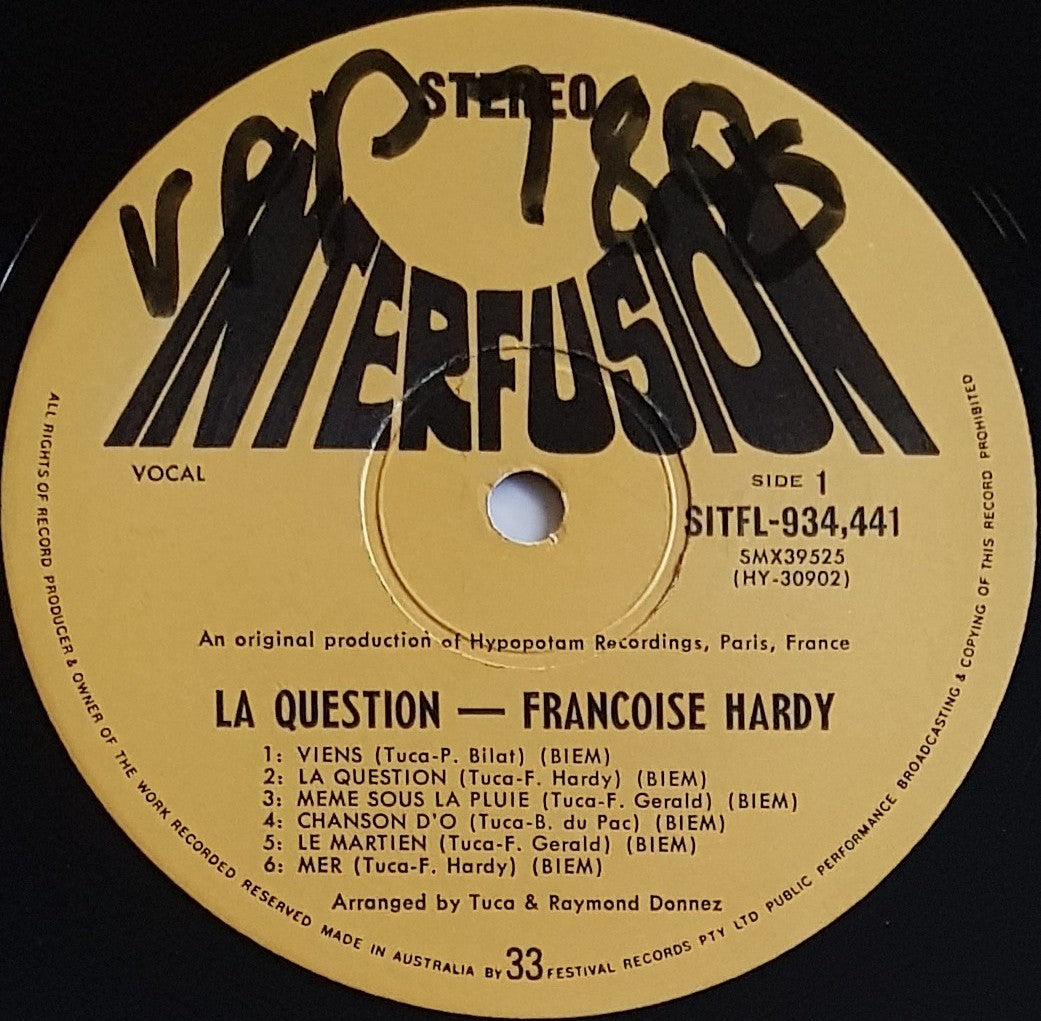 STEREO
INTERFUSION
VOCAL
SIDE 1
SITFL-934,441
SMX39525
(HY-30902)
An original production of Hypopotam Recordings, Paris, France
LA QUESTION — FRANCOISE HARDY
1: VIENS (Tuca-P. Bilat) (BIEM)
2: LA QUESTION (Tuca-F. Hardy) (BIEM)
3: MEME SOUS LA PLUIE (Tuca-F. Gerald) (BIEM)
4: CHANSON D'O (Tuca-B. du Pac) (BIEM)
5: LE MARTIEN (Tuca-F. Gerald) (BIEM)
6: MER (Tuca-F. Hardy) (BIEM)
Arranged by Tuca & Raymond Donnez
33
ALL RIGHTS OF RECORD PRODUCER & OWNER OF THE WORK RECORDED RESERVED MADE IN AUSTRALIA BY FESTIVAL RECORDS PTY LTD PUBLIC PERFORMANCE BROADCASTING & COPYING OF THIS RECORD PROHIBITED